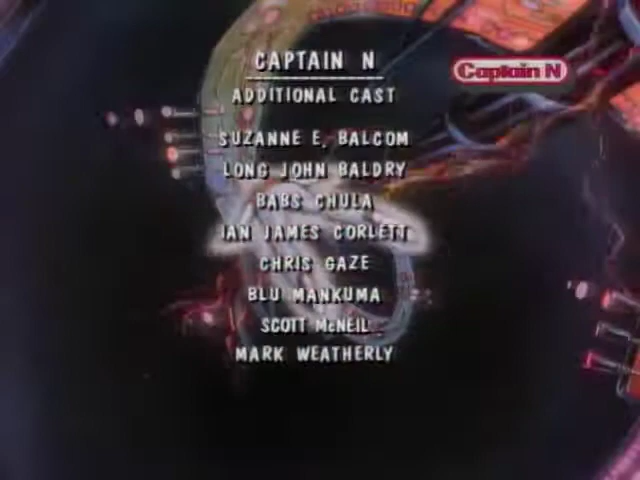 CAPTAIN N
Captain N
ADDITIONAL CAST
SUZANNE E. BALCOM
LONG JOHN BALDRY
BABS CHULA
IAN JAMES CORLETT
CHRIS GAZE
BLU MANKUMA
SCOTT McNEIL
MARK WEATHERLY